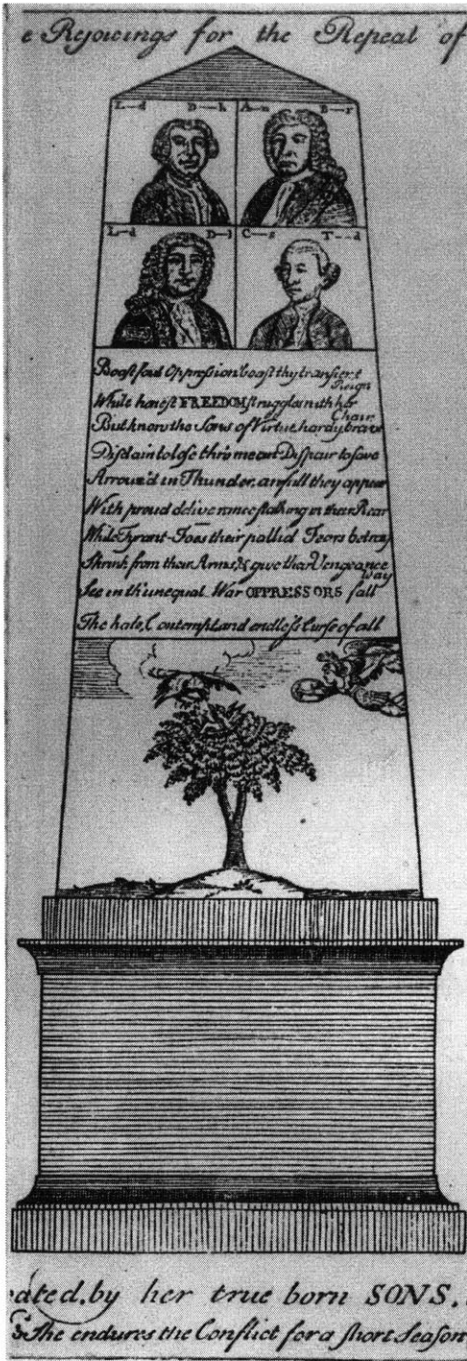 e Rejoicings for the Repeal of
L—d D—h A—n B—r
L—d D—l C—s T--d
Boast foul Oppression boast thy transient
Reign
While honest FREEDOM struggles with her
Chain
But know the Sons of Virtue hardy brave
Disdain to lose thro mean Dispair to save
Arrouz'd in Thunder, awfull they appear
With proud deliverance stalking in their Rear
While Tyrant-Foes their pallid Fears betray
Shrink from their Arms, & give their Vengeance
Way
See in th'unequal War OPPRESSORS fall
The hate, Contempt, and endless Curse of all
ated, by her true born SONS,
She endures the Conflict for a short Season